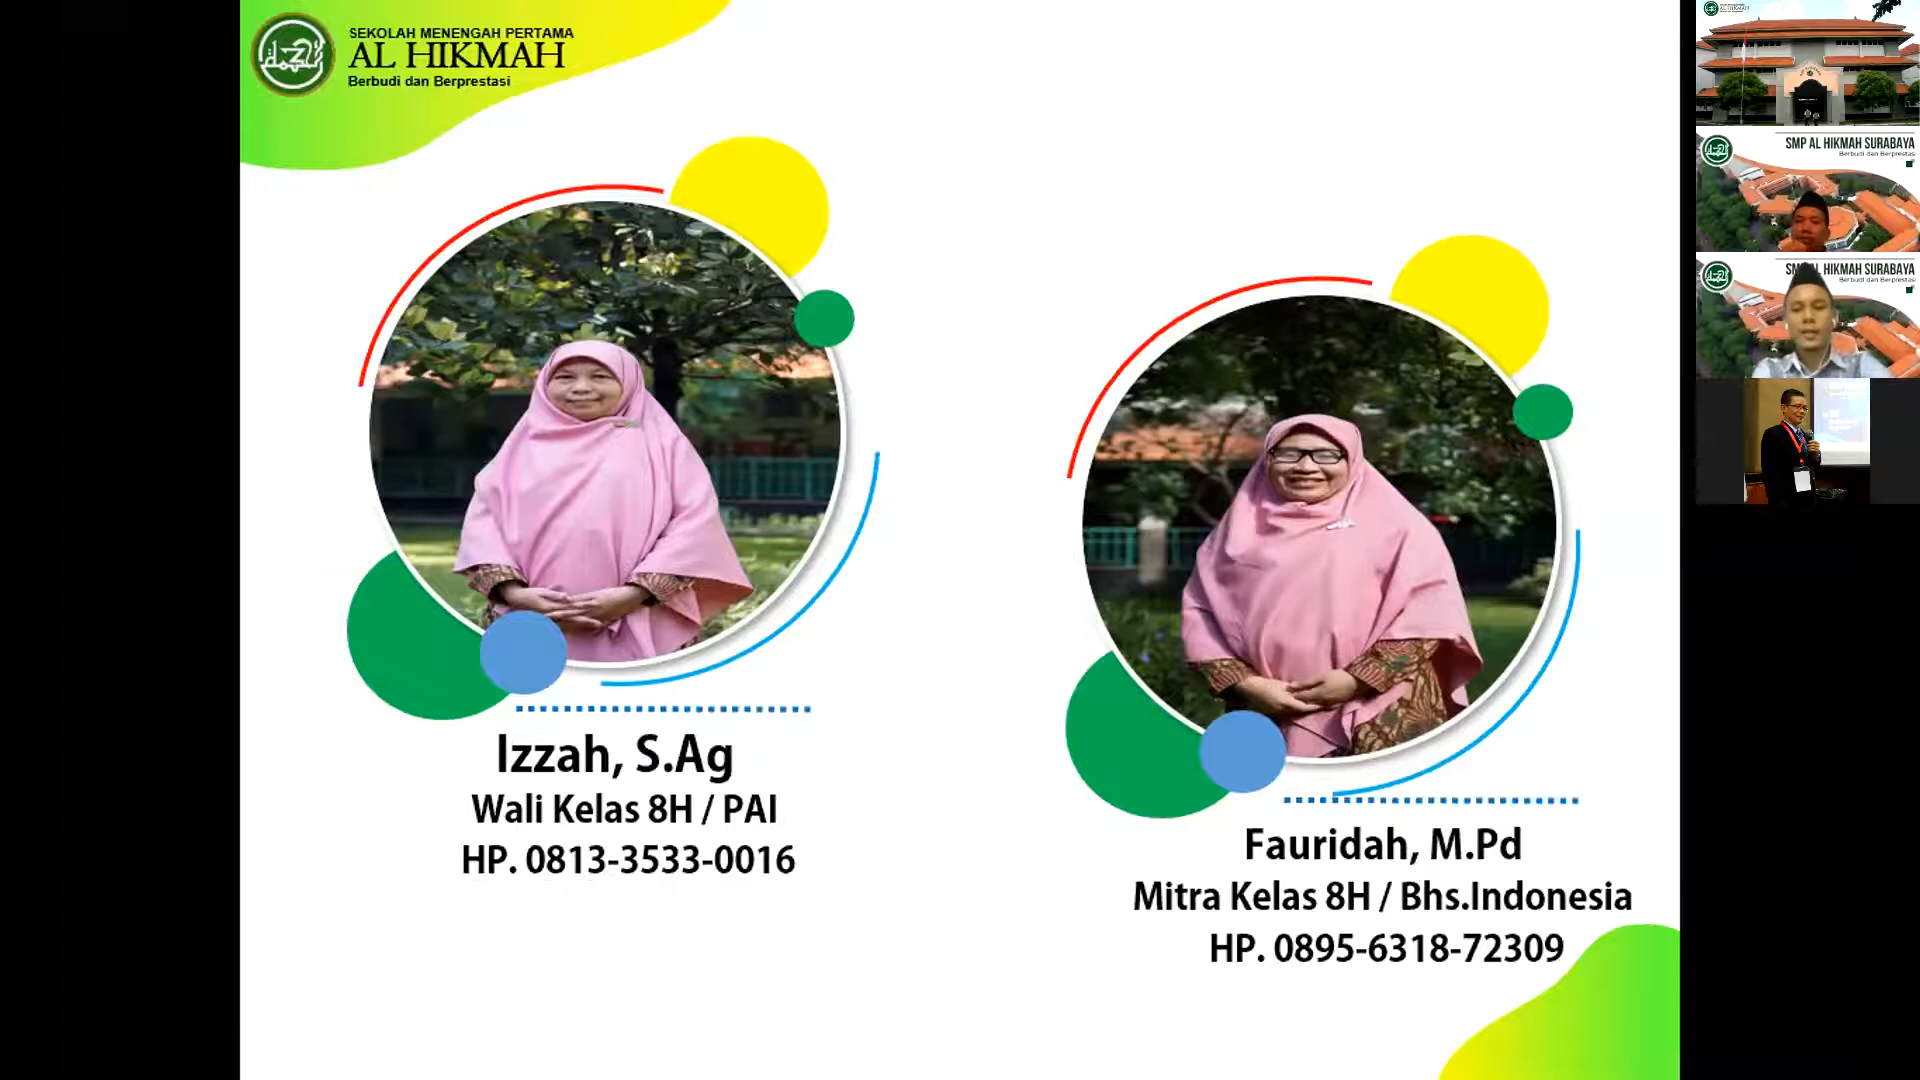 SEKOLAH MENENGAH PERTAMA
AL HIKMAH
Berbudi dan Berprestasi
Izzah, S.Ag
Wali Kelas 8H / PAI
HP. 0813-3533-0016
Fauridah, M.Pd
Mitra Kelas 8H / Bhs.Indonesia
HP. 0895-6318-72309
SMP AL HIKMAH SURABAYA
Berbudi dan Berprestasi
SMP AL HIKMAH SURABAYA
Berbudi dan Berprestasi